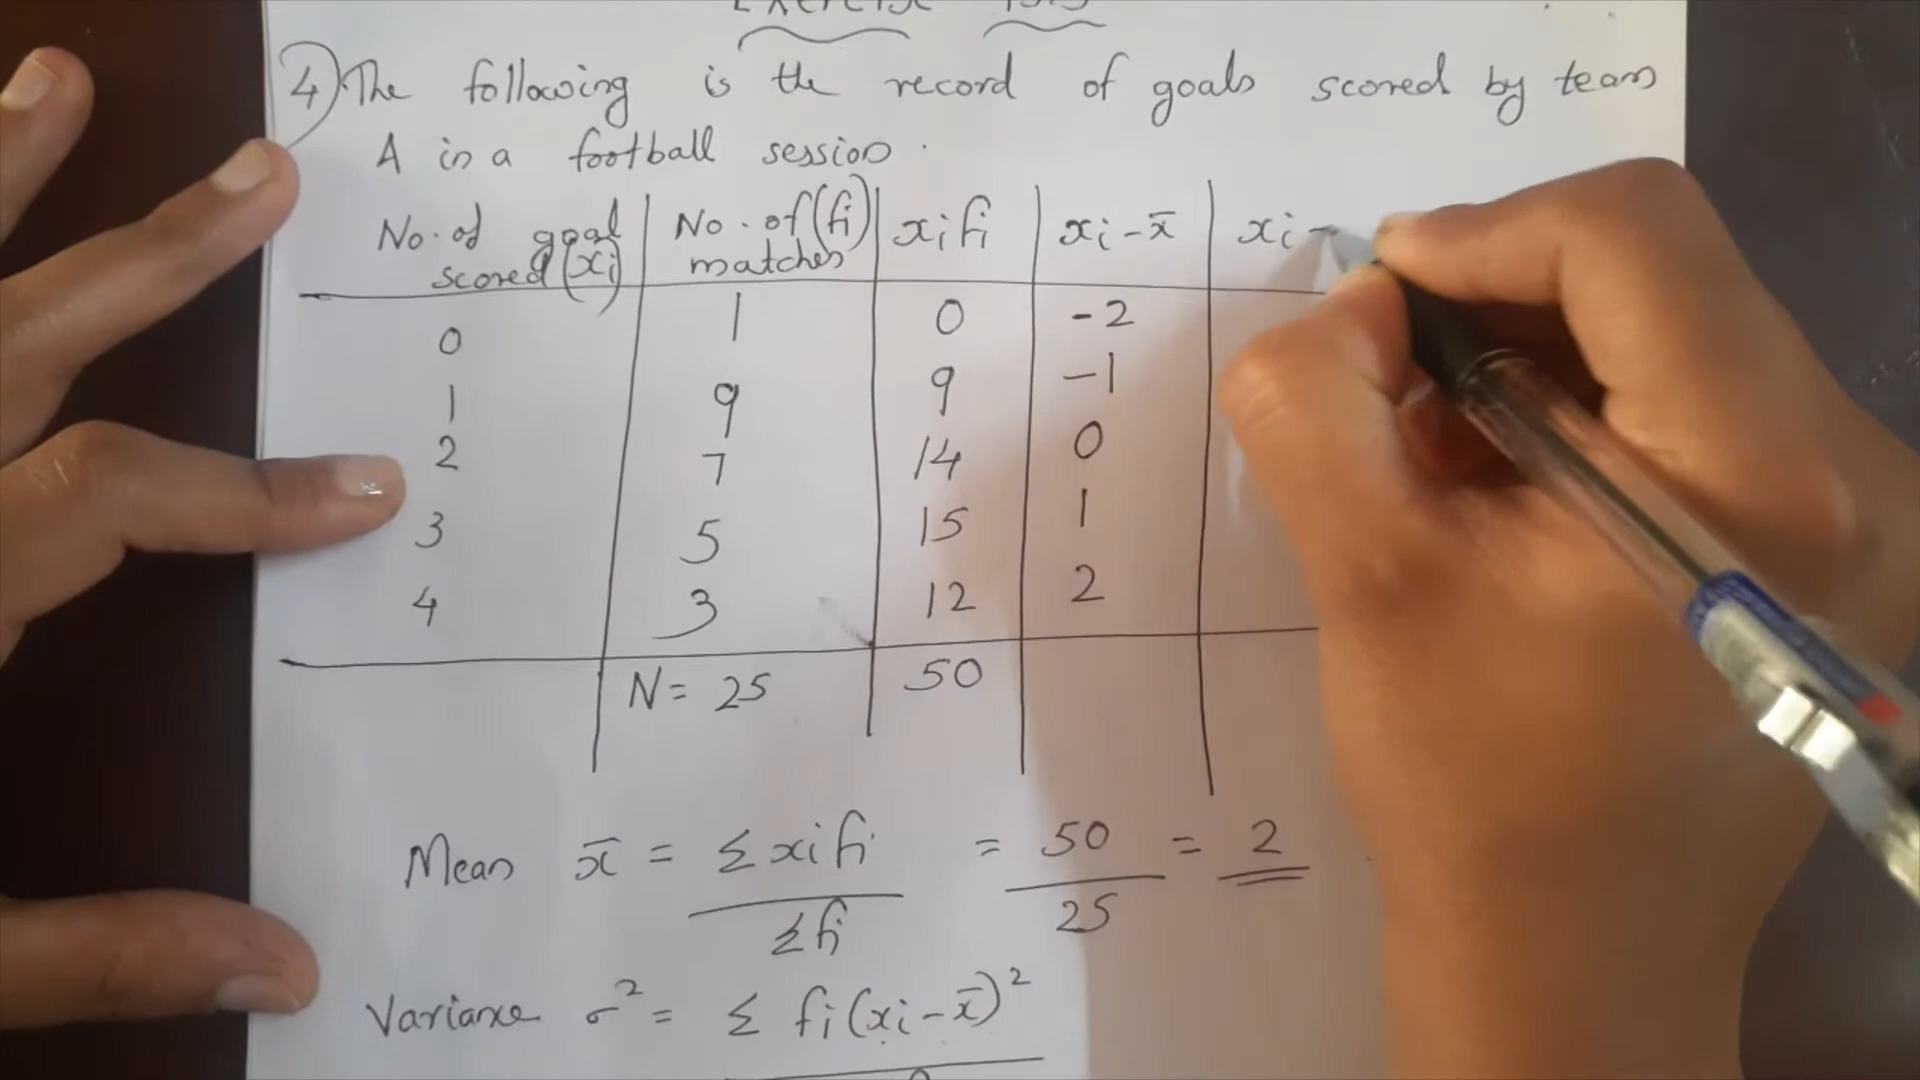 4) The following is the record of goals scored by team
A in a football session.
No. of goal scored (xi) | No. of (fi) matches | xi fi | xi - x̄ | xi -
0 | 1 | 0 | -2
1 | 9 | 9 | -1
2 | 7 | 14 | 0
3 | 5 | 15 | 1
4 | 3 | 12 | 2
N = 25 | 50
Mean x̄ = Σxifi / Σfi = 50 / 25 = 2
Variance σ² = Σ fi(xi - x̄)²